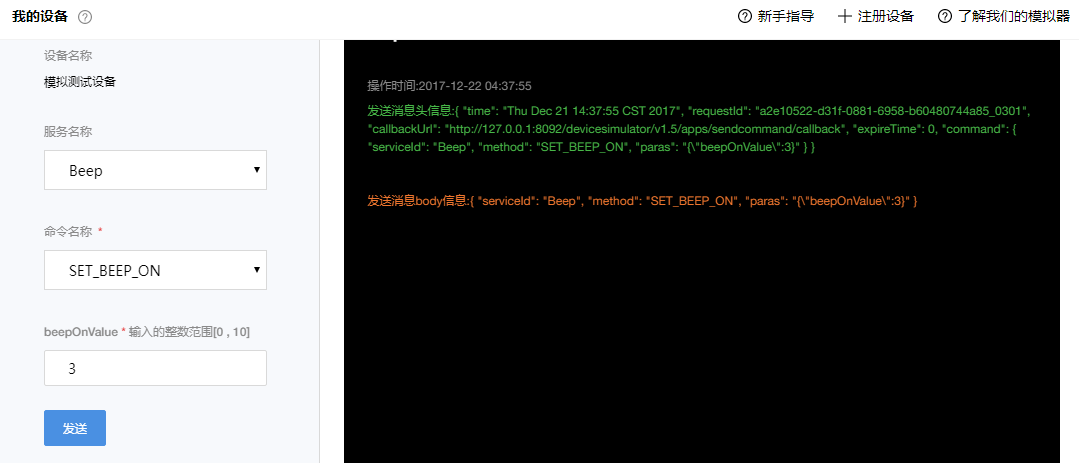 我的设备
新手指导
注册设备
了解我们的模拟器
设备名称
模拟测试设备
服务名称
Beep
命令名称 *
SET_BEEP_ON
beepOnValue * 输入的整数范围[0 , 10]
3
发送
操作时间:2017-12-22 04:37:55
发送消息头信息:{ "time": "Thu Dec 21 14:37:55 CST 2017", "requestId": "a2e10522-d31f-0881-6958-b60480744a85_0301",
"callbackUrl": "http://127.0.0.1:8092/devicesimulator/v1.5/apps/sendcommand/callback", "expireTime": 0, "command": {
"serviceId": "Beep", "method": "SET_BEEP_ON", "paras": "{\"beepOnValue\":3}" } }
发送消息body信息:{ "serviceId": "Beep", "method": "SET_BEEP_ON", "paras": "{\"beepOnValue\":3}" }